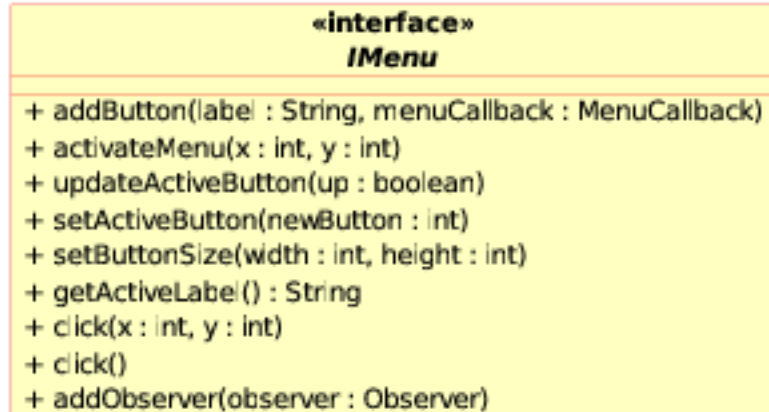 «interface»
IMenu
+ addButton(label : String, menuCallback : MenuCallback)
+ activateMenu(x : int, y : int)
+ updateActiveButton(up : boolean)
+ setActiveButton(newButton : int)
+ setButtonSize(width : int, height : int)
+ getActiveLabel() : String
+ click(x : int, y : int)
+ click()
+ addObserver(observer : Observer)